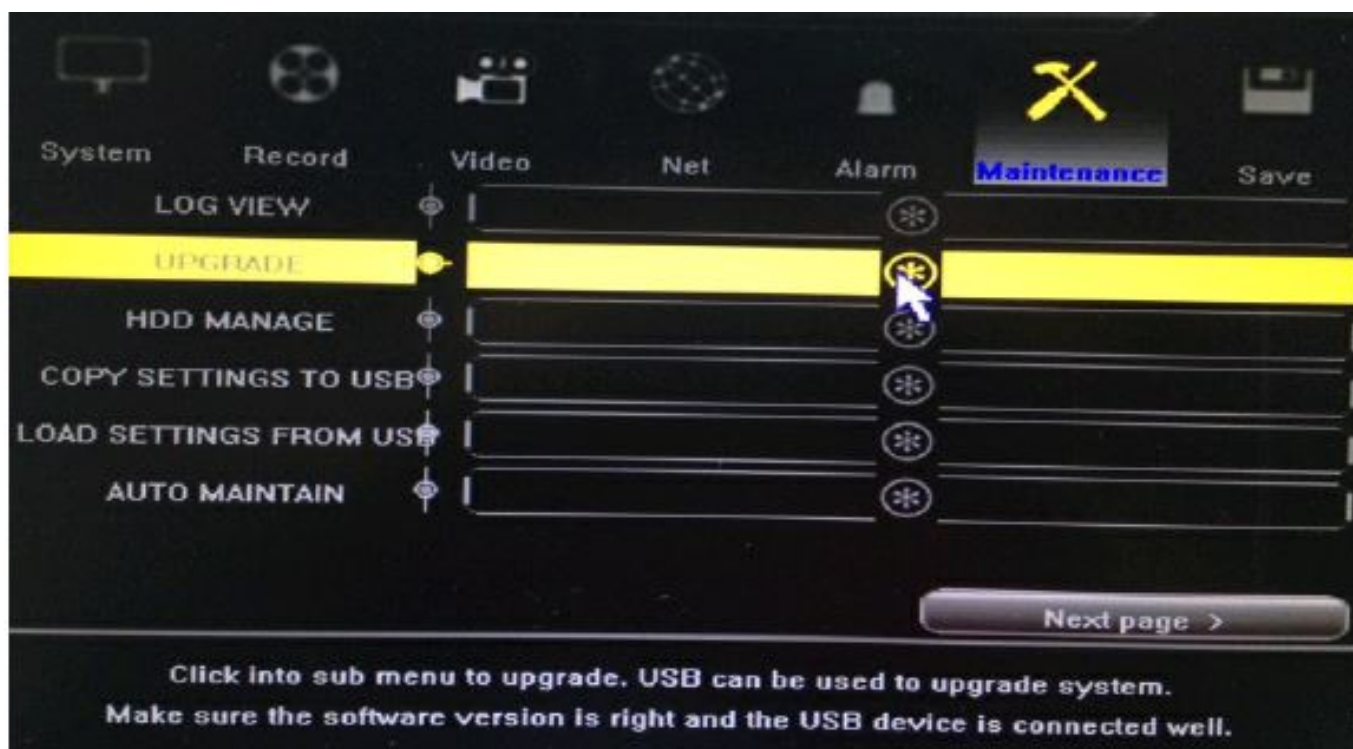 System Record Video Net Alarm Maintenance Save
LOG VIEW
UPGRADE
HDD MANAGE
COPY SETTINGS TO USB
LOAD SETTINGS FROM USB
AUTO MAINTAIN
Next page >
Click into sub menu to upgrade. USB can be used to upgrade system.
Make sure the software version is right and the USB device is connected well.